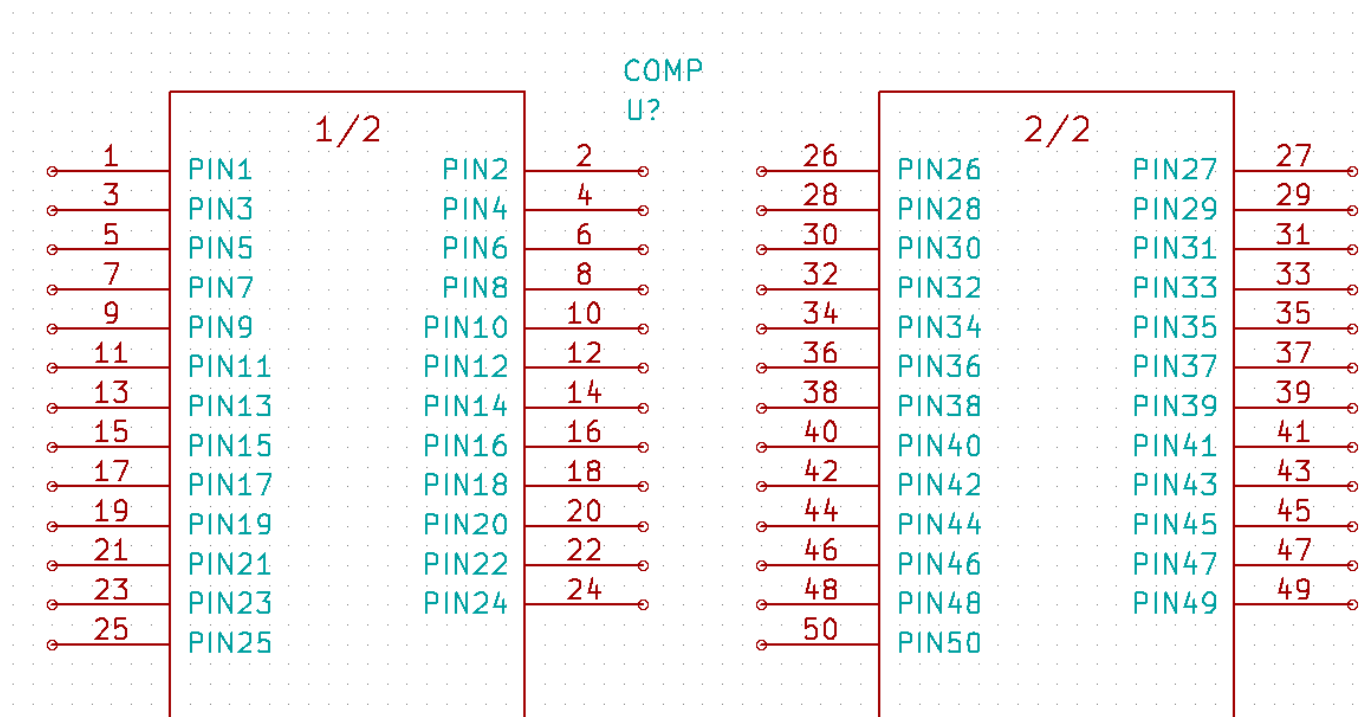 COMP
U?
1/2
1 PIN1 PIN2 2
3 PIN3 PIN4 4
5 PIN5 PIN6 6
7 PIN7 PIN8 8
9 PIN9 PIN10 10
11 PIN11 PIN12 12
13 PIN13 PIN14 14
15 PIN15 PIN16 16
17 PIN17 PIN18 18
19 PIN19 PIN20 20
21 PIN21 PIN22 22
23 PIN23 PIN24 24
25 PIN25
2/2
26 PIN26 PIN27 27
28 PIN28 PIN29 29
30 PIN30 PIN31 31
32 PIN32 PIN33 33
34 PIN34 PIN35 35
36 PIN36 PIN37 37
38 PIN38 PIN39 39
40 PIN40 PIN41 41
42 PIN42 PIN43 43
44 PIN44 PIN45 45
46 PIN46 PIN47 47
48 PIN48 PIN49 49
50 PIN50